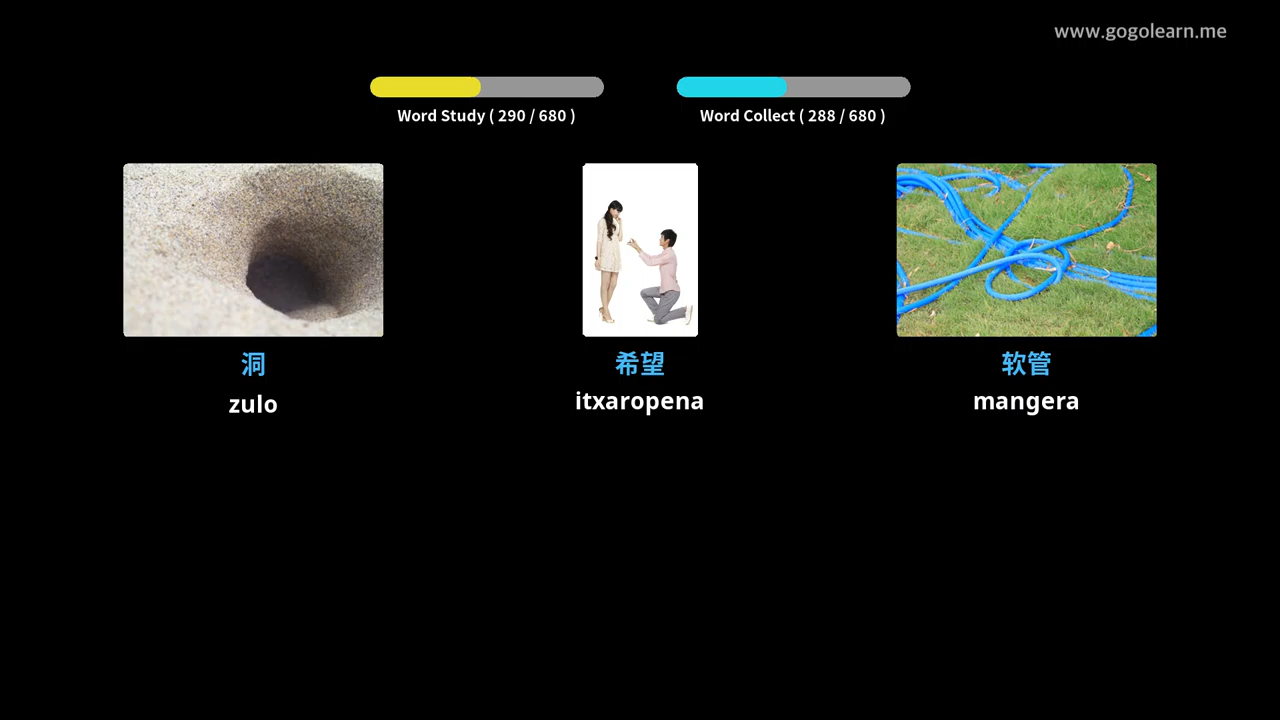 www.gogolearn.me
Word Study ( 290 / 680 )
Word Collect ( 288 / 680 )
洞
希望
软管
zulo
itxaropena
mangera